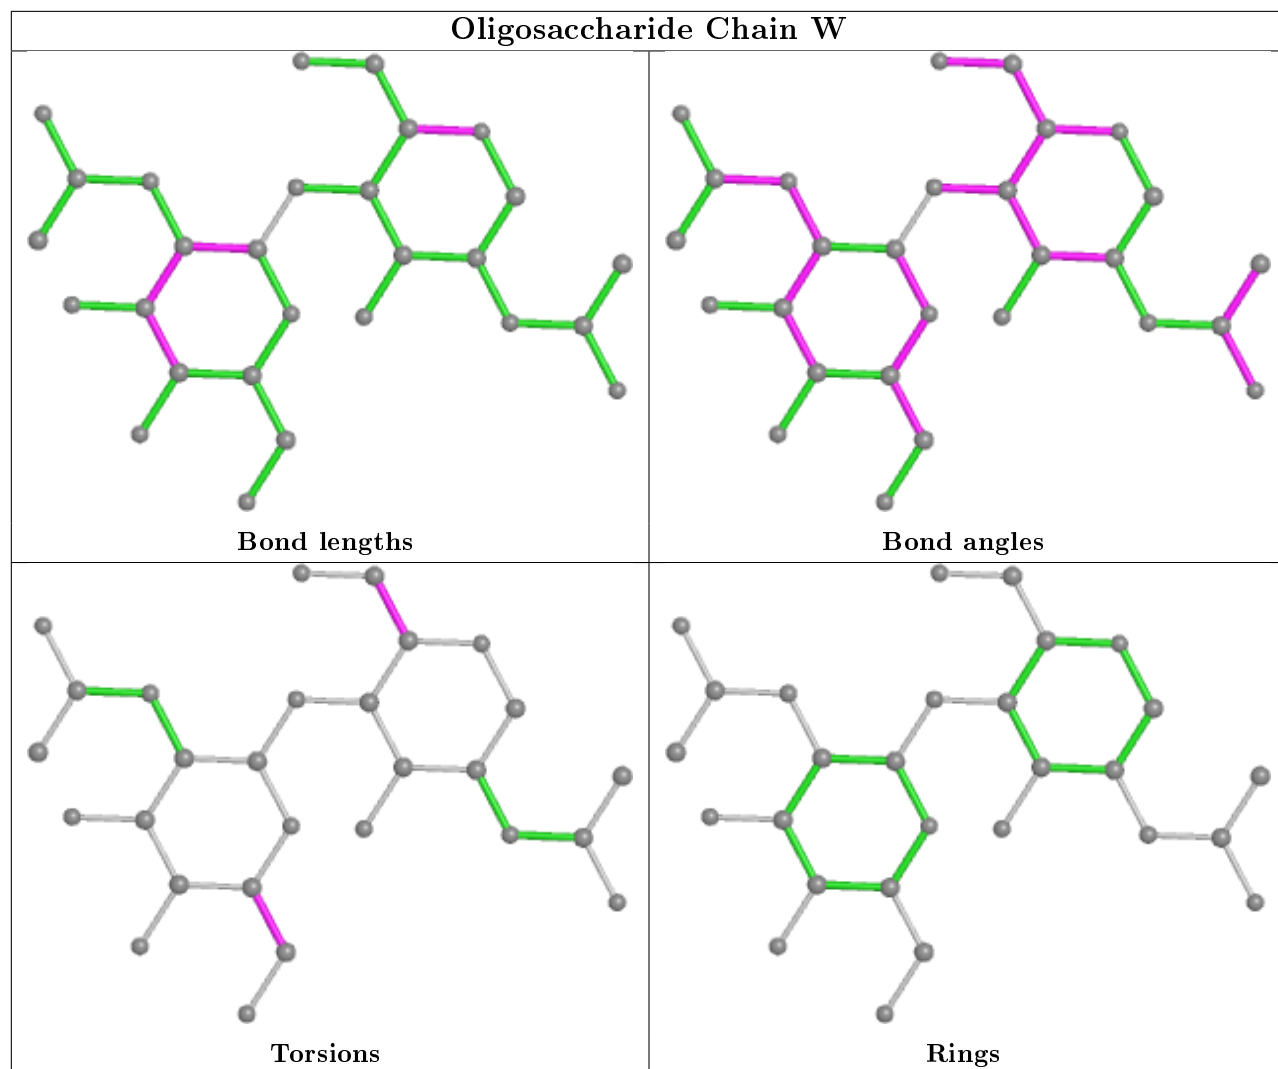 Oligosaccharide Chain W
Bond lengths
Bond angles
Torsions
Rings